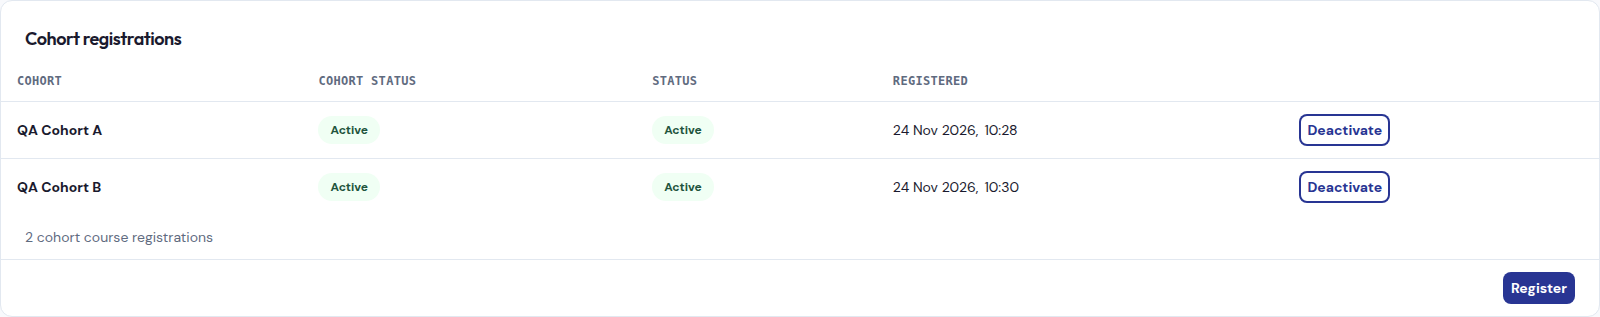 Cohort registrations
COHORT COHORT STATUS STATUS REGISTERED
QA Cohort A Active Active 24 Nov 2026, 10:28 Deactivate
QA Cohort B Active Active 24 Nov 2026, 10:30 Deactivate
2 cohort course registrations
Register